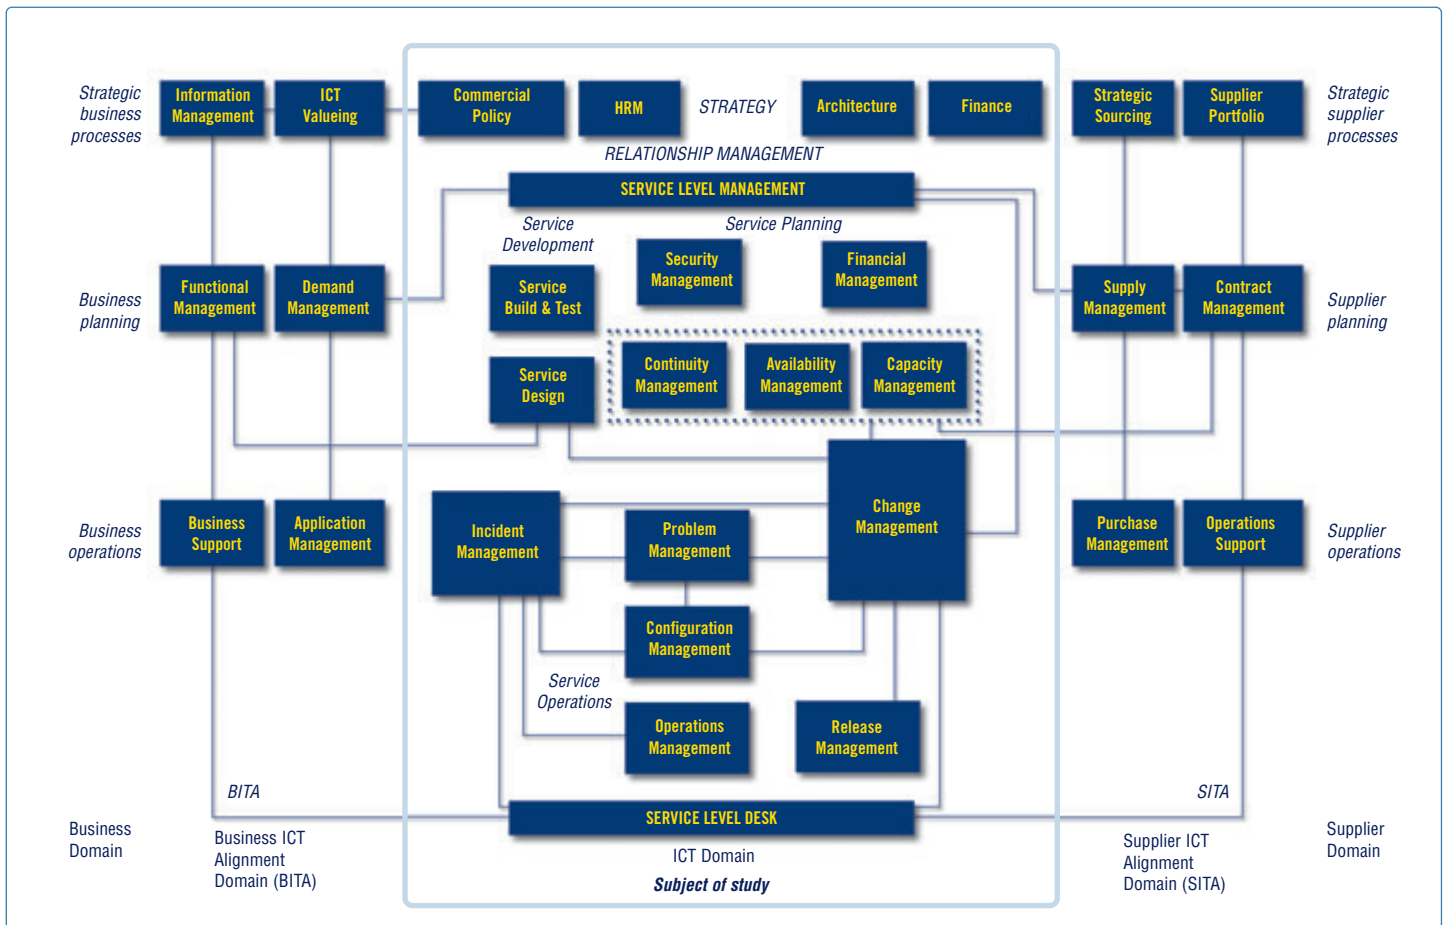 Strategic
business
processes
Information
Management
ICT
Valueing
Commercial
Policy
HRM
STRATEGY
Architecture
Finance
Strategic
Sourcing
Supplier
Portfolio
Strategic
supplier
processes
RELATIONSHIP MANAGEMENT
SERVICE LEVEL MANAGEMENT
Service
Development
Service Planning
Security
Management
Financial
Management
Business
planning
Functional
Management
Demand
Management
Service
Build & Test
Supply
Management
Contract
Management
Supplier
planning
Service
Design
Continuity
Management
Availability
Management
Capacity
Management
Business
operations
Business
Support
Application
Management
Incident
Management
Problem
Management
Change
Management
Purchase
Management
Operations
Support
Supplier
operations
Configuration
Management
Service
Operations
Operations
Management
Release
Management
BITA
SITA
SERVICE LEVEL DESK
Business
Domain
Business ICT
Alignment
Domain (BITA)
ICT Domain
Subject of study
Supplier ICT
Alignment
Domain (SITA)
Supplier
Domain